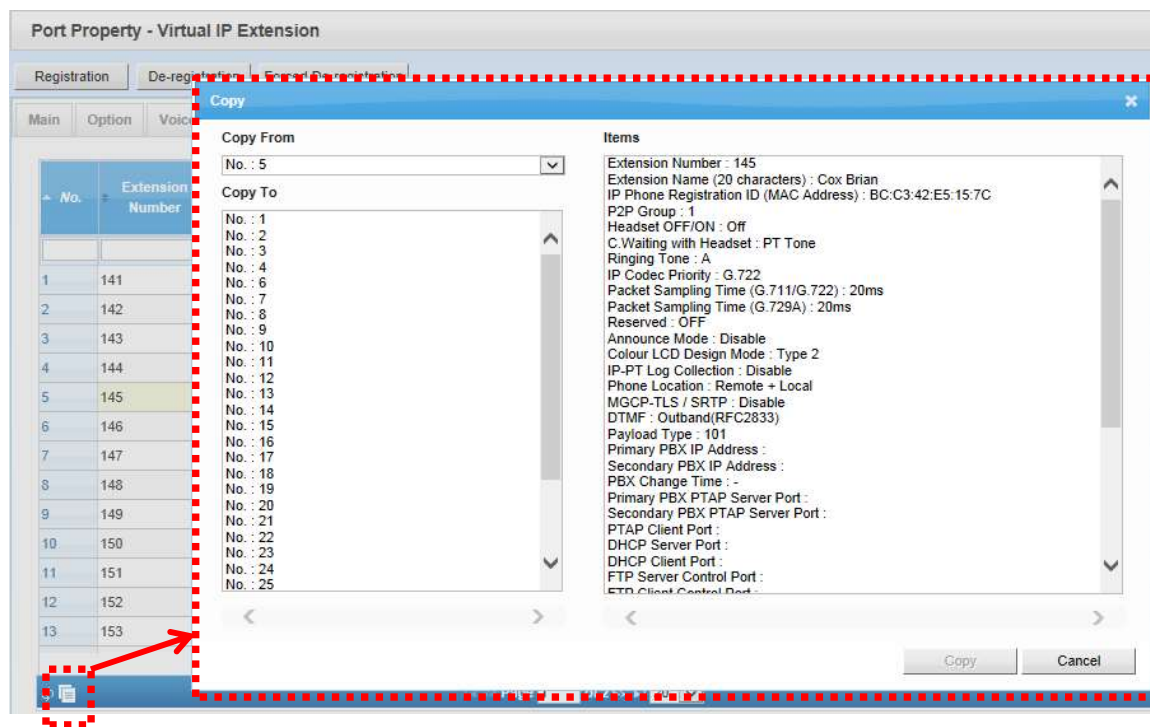 Port Property - Virtual IP Extension
Registration
De-registration
Forced De-registration
Copy
Main
Option
Copy From
Items
No. : 5
Copy To
No.
Extension Number
No. : 1
No. : 2
No. : 3
No. : 4
No. : 6
No. : 7
No. : 8
No. : 9
No. : 10
No. : 11
No. : 12
No. : 13
No. : 14
No. : 15
No. : 16
No. : 17
No. : 18
No. : 19
No. : 20
No. : 21
No. : 22
No. : 23
No. : 24
No. : 25
Extension Number : 145
Extension Name (20 characters) : Cox Brian
IP Phone Registration ID (MAC Address) : BC:C3:42:E5:15:7C
P2P Group : 1
Headset OFF/ON : Off
C.Waiting with Headset : PT Tone
Ringing Tone : A
IP Codec Priority : G.722
Packet Sampling Time (G.711/G.722) : 20ms
Packet Sampling Time (G.729A) : 20ms
Reserved : OFF
Announce Mode : Disable
Colour LCD Design Mode : Type 2
IP-PT Log Collection : Disable
Phone Location : Remote + Local
MGCP-TLS / SRTP : Disable
DTMF : Outband(RFC2833)
Payload Type : 101
Primary PBX IP Address :
Secondary PBX IP Address :
PBX Change Time : -
Primary PBX PTAP Server Port :
Secondary PBX PTAP Server Port :
PTAP Client Port :
DHCP Server Port :
DHCP Client Port :
FTP Server Control Port :
FTP Client Control Port :
1 141
2 142
3 143
4 144
5 145
6 146
7 147
8 148
9 149
10 150
11 151
12 152
13 153
Copy
Cancel